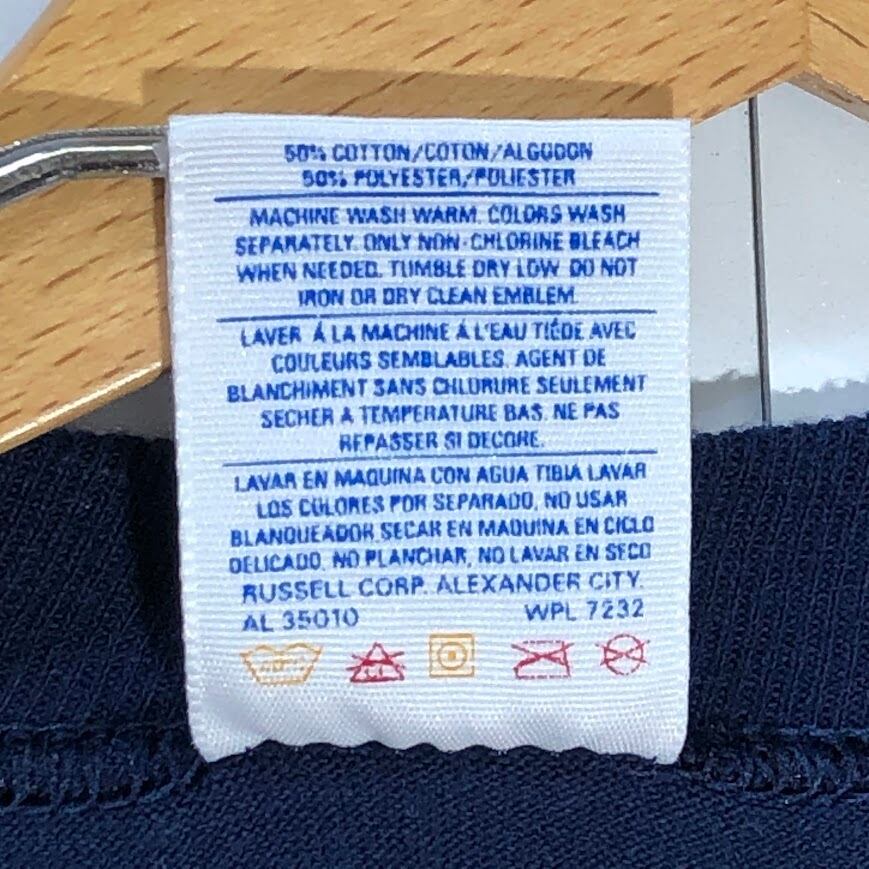 50% COTTON/COTON/ALGODON
50% POLYESTER/POLIESTER
MACHINE WASH WARM. COLORS WASH
SEPARATELY. ONLY NON-CHLORINE BLEACH
WHEN NEEDED. TUMBLE DRY LOW DO NOT
IRON OR DRY CLEAN EMBLEM.
LAVER Á LA MACHINE Á L'EAU TIÉDE AVEC
COULEURS SEMBLABLES. AGENT DE
BLANCHIMENT SANS CHLORURE SEULEMENT
SECHER A TEMPERATURE BAS. NE PAS
REPASSER SI DECORE.
LAVAR EN MAQUINA CON AGUA TIBIA LAVAR
LOS COLORES POR SEPARADO, NO USAR
BLANQUEADOR SECAR EN MAQUINA EN CICLO
DELICADO, NO PLANCHAR, NO LAVAR EN SECO
RUSSELL CORP. ALEXANDER CITY.
AL 35010 WPL 7232